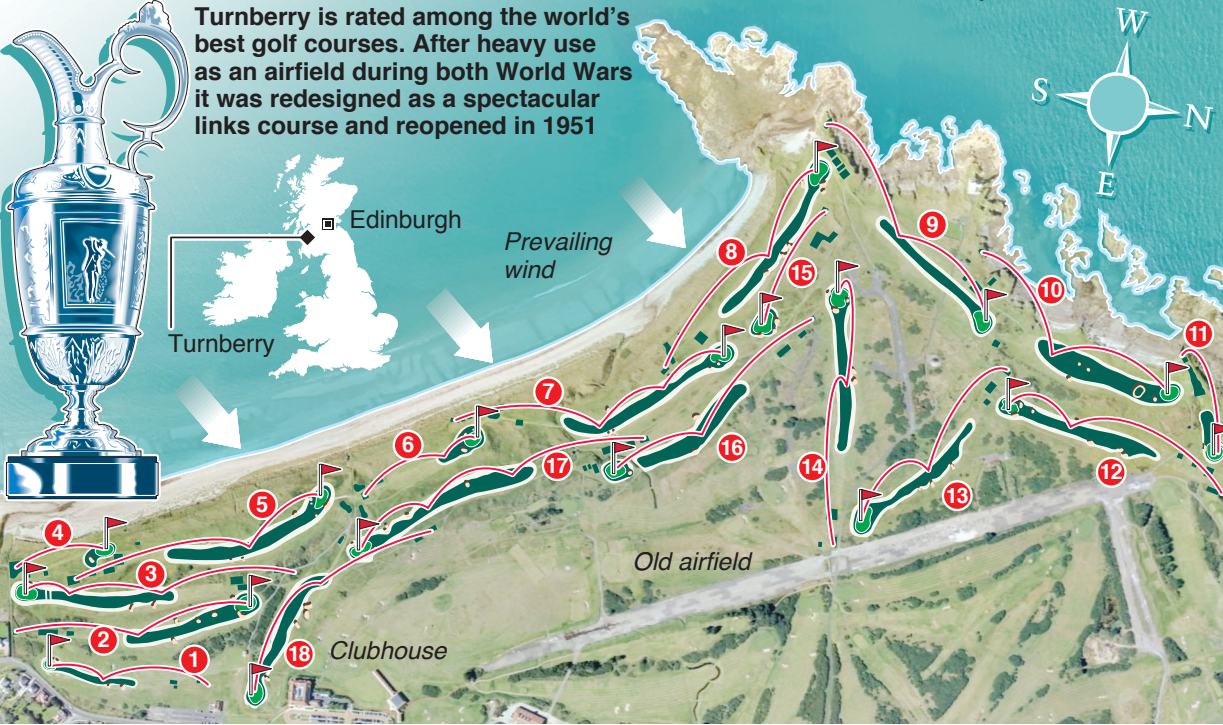 Turnberry is rated among the world's
best golf courses. After heavy use
as an airfield during both World Wars
it was redesigned as a spectacular
links course and reopened in 1951
W
S
N
E
Edinburgh
Turnberry
Prevailing
wind
8
15
9
10
11
7
6
17
16
14
13
12
5
4
3
2
1
18
Old airfield
Clubhouse